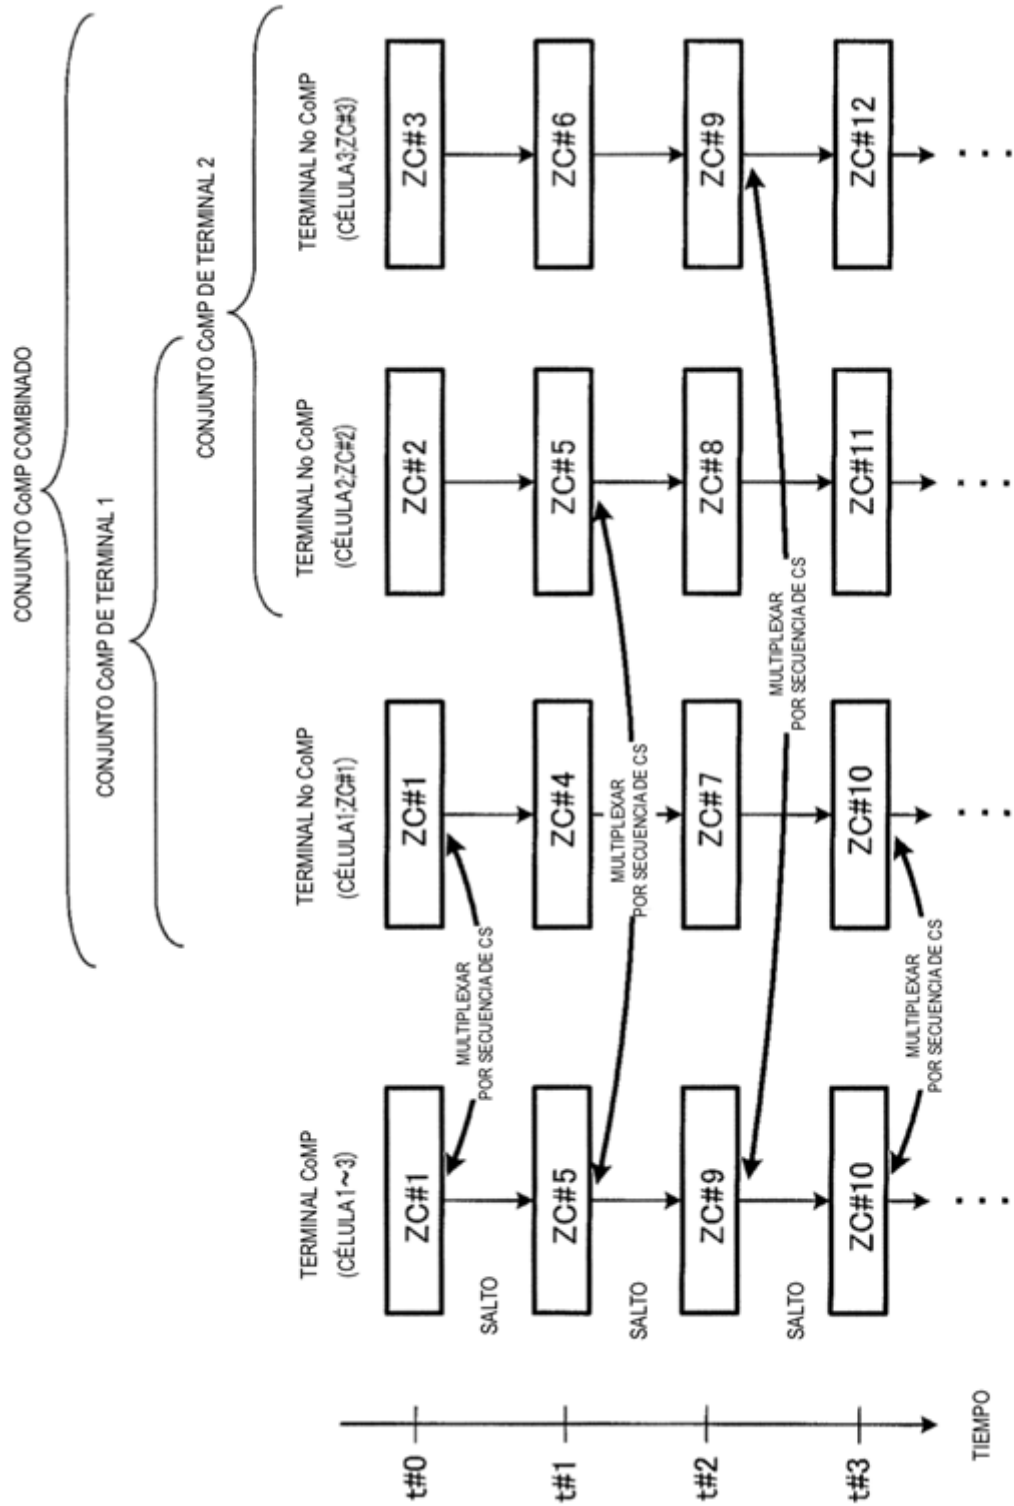 CONJUNTO CoMP COMBINADO
CONJUNTO CoMP DE TERMINAL 1
CONJUNTO CoMP DE TERMINAL 2
TERMINAL CoMP
(CÉLULA1~3)
TERMINAL No CoMP
(CÉLULA1;ZC#1)
TERMINAL No CoMP
(CÉLULA2;ZC#2)
TERMINAL No CoMP
(CÉLULA3;ZC#3)
t#0
ZC#1
ZC#1
ZC#2
ZC#3
SALTO
MULTIPLEXAR
POR SECUENCIA DE CS
t#1
ZC#5
ZC#4
ZC#5
ZC#6
SALTO
MULTIPLEXAR
POR SECUENCIA DE CS
t#2
ZC#9
ZC#7
ZC#8
ZC#9
SALTO
MULTIPLEXAR
POR SECUENCIA DE CS
t#3
ZC#10
ZC#10
ZC#11
ZC#12
MULTIPLEXAR
POR SECUENCIA DE CS
TIEMPO
. . .
. . .
. . .
. . .